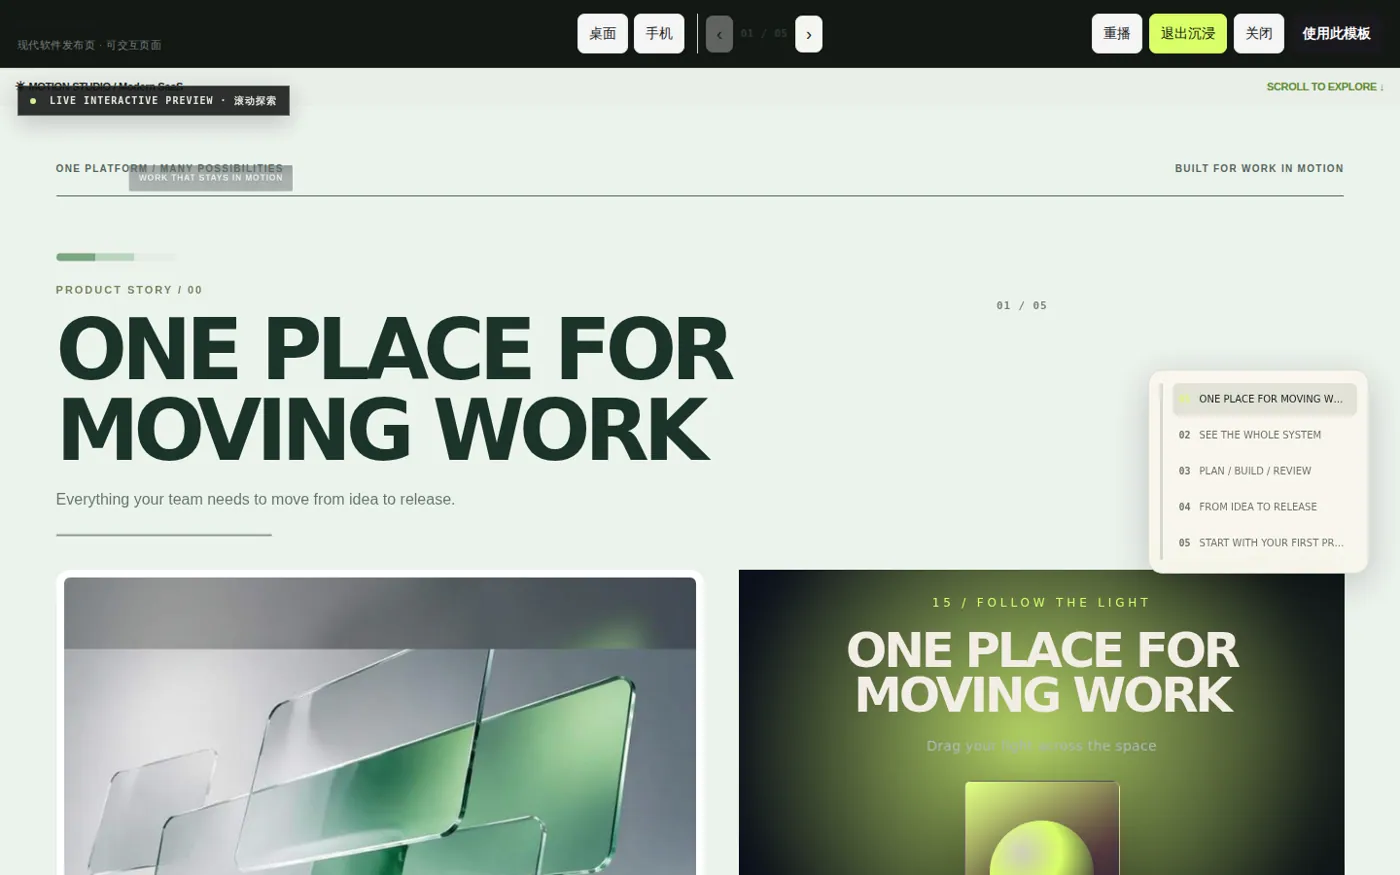 现代软件发布页 · 可交互页面
桌面
手机
‹
01 / 05
›
重播
退出沉浸
关闭
使用此模板
☀ MOTION STUDIO / Modern SaaS
SCROLL TO EXPLORE ↓
LIVE INTERACTIVE PREVIEW · 滚动探索
ONE PLATFORM / MANY POSSIBILITIES
WORK THAT STAYS IN MOTION
BUILT FOR WORK IN MOTION
PRODUCT STORY / 00
01 / 05
ONE PLACE FOR
MOVING WORK
Everything your team needs to move from idea to release.
ONE PLACE FOR MOVING W…
02 SEE THE WHOLE SYSTEM
03 PLAN / BUILD / REVIEW
04 FROM IDEA TO RELEASE
05 START WITH YOUR FIRST PR…
15 / FOLLOW THE LIGHT
ONE PLACE FOR
MOVING WORK
Drag your light across the space